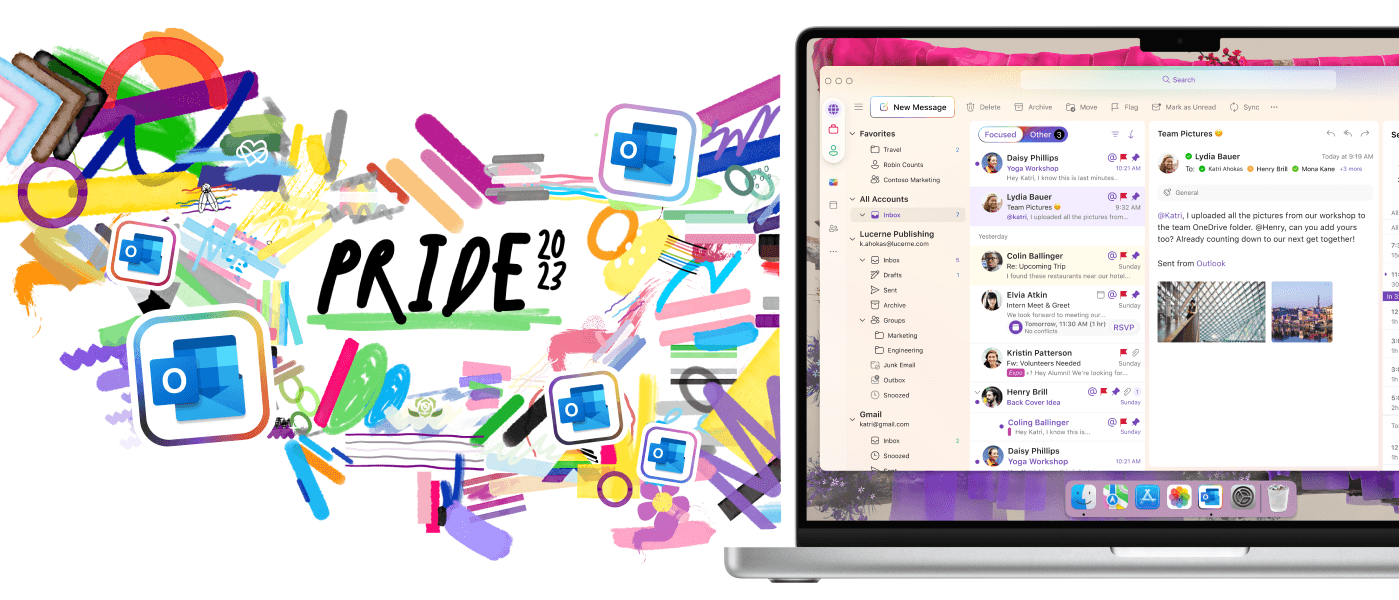 PRIDE
20
23
Search
New Message
Delete
Archive
Move
Flag
Mark as Unread
Sync
Favorites
Travel 2
Robin Counts
Contoso Marketing
All Accounts
Inbox 7
Lucerne Publishing
k.ahokas@lucerne.com
Inbox 5
Drafts 1
Sent
Archive
Groups
Marketing
Engineering
Junk Email
Outbox
Snoozed
Gmail
katri@gmail.com
Inbox 2
Snoozed
Sent
Focused Other 3
Daisy Phillips
Yoga Workshop 10:21 AM
Hey Katri, I know this is last minutes..
Lydia Bauer
Team Pictures 😊 9:32 AM
@katri, I uploaded all the pictures from...
Yesterday
Colin Ballinger
Re: Upcoming Trip Sunday
I found these restaurants near our hotel...
Elvia Atkin
Intern Meet & Greet Sunday
We look forward to meeting our...
Tomorrow, 11:30 AM (1 hr)
No conflicts
RSVP
Kristin Patterson
Fw: Volunteers Needed Sunday
Expo +? Hey Alumni! We're looking for...
Henry Brill 1
Back Cover Idea Sunday
Coling Ballinger
Hey Katri, I know this is... Sunday
Daisy Phillips
Yoga Workshop 10:21 AM
Team Pictures 😊
Lydia Bauer Today at 9:19 AM
To: Katri Ahokas Henry Brill Mona Kane +3 more
General
@Katri, I uploaded all the pictures from our workshop to
the team OneDrive folder. @Henry, can you add yours
too? Already counting down to our next get together!
Sent from Outlook
O
O
O
O
O